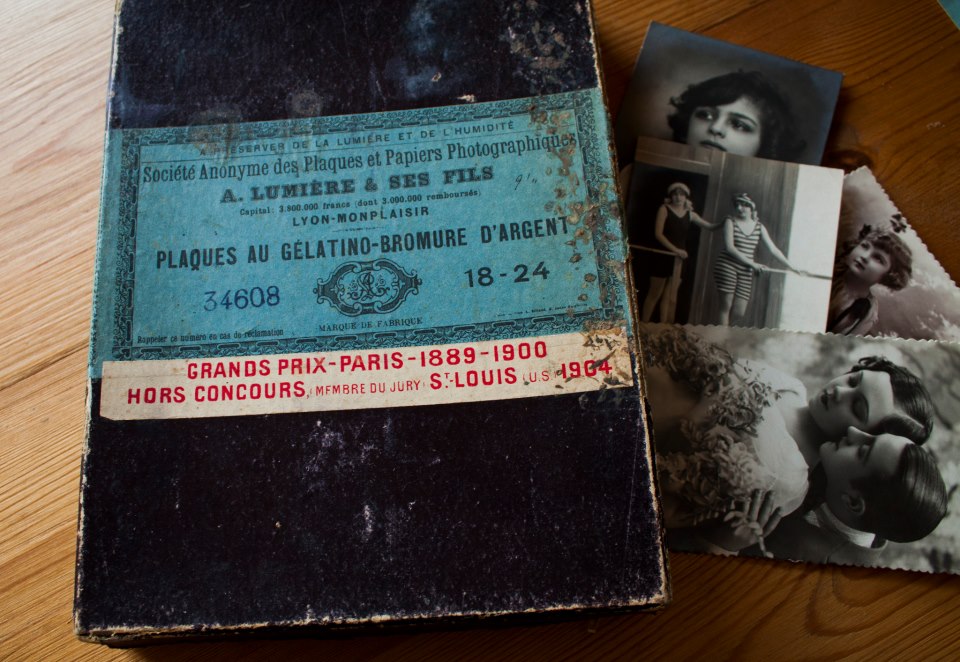 PRÉSERVER DE LA LUMIÈRE ET DE L'HUMIDITÉ
Société Anonyme des Plaques et Papiers Photographiques
A. LUMIÈRE & SES FILS
Capital: 3.800.000 francs (dont 3.000.000 remboursés)
LYON-MONPLAISIR
PLAQUES AU GÉLATINO-BROMURE D'ARGENT
34608
18-24
MARQUE DE FABRIQUE
Rappeler ce numéro en cas de réclamation
GRANDS PRIX-PARIS-1889-1900
HORS CONCOURS, (MEMBRE DU JURY) ST-LOUIS (U.S. 1904